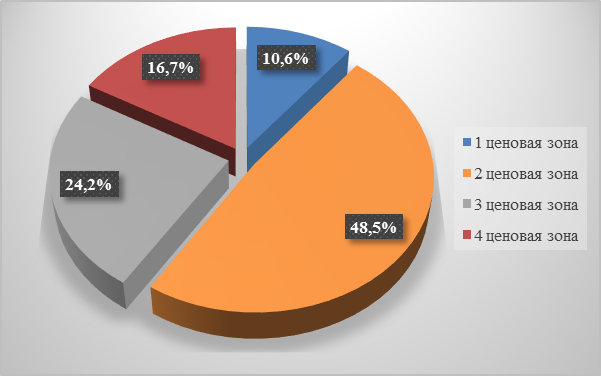 10,6%
16,7%
24,2%
48,5%
1 ценовая зона
2 ценовая зона
3 ценовая зона
4 ценовая зона